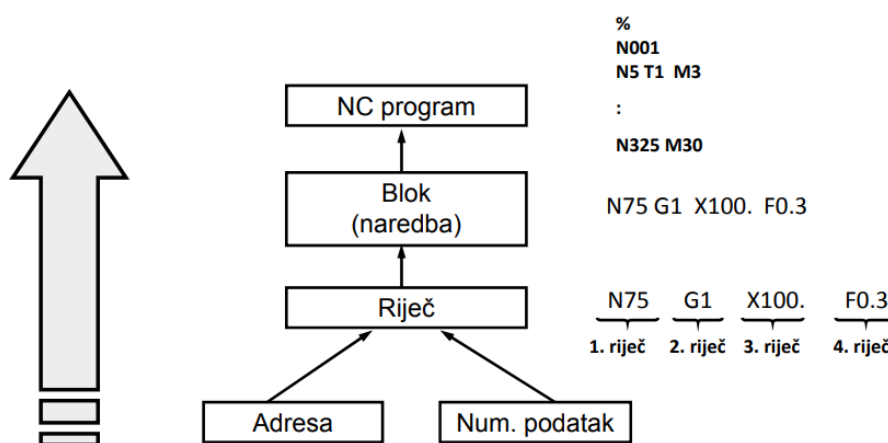 %
N001
N5 T1 M3
:
N325 M30
NC program
Blok
(naredba)
N75 G1 X100. F0.3
Riječ
N75 G1 X100. F0.3
1. riječ 2. riječ 3. riječ 4. riječ
Adresa
Num. podatak